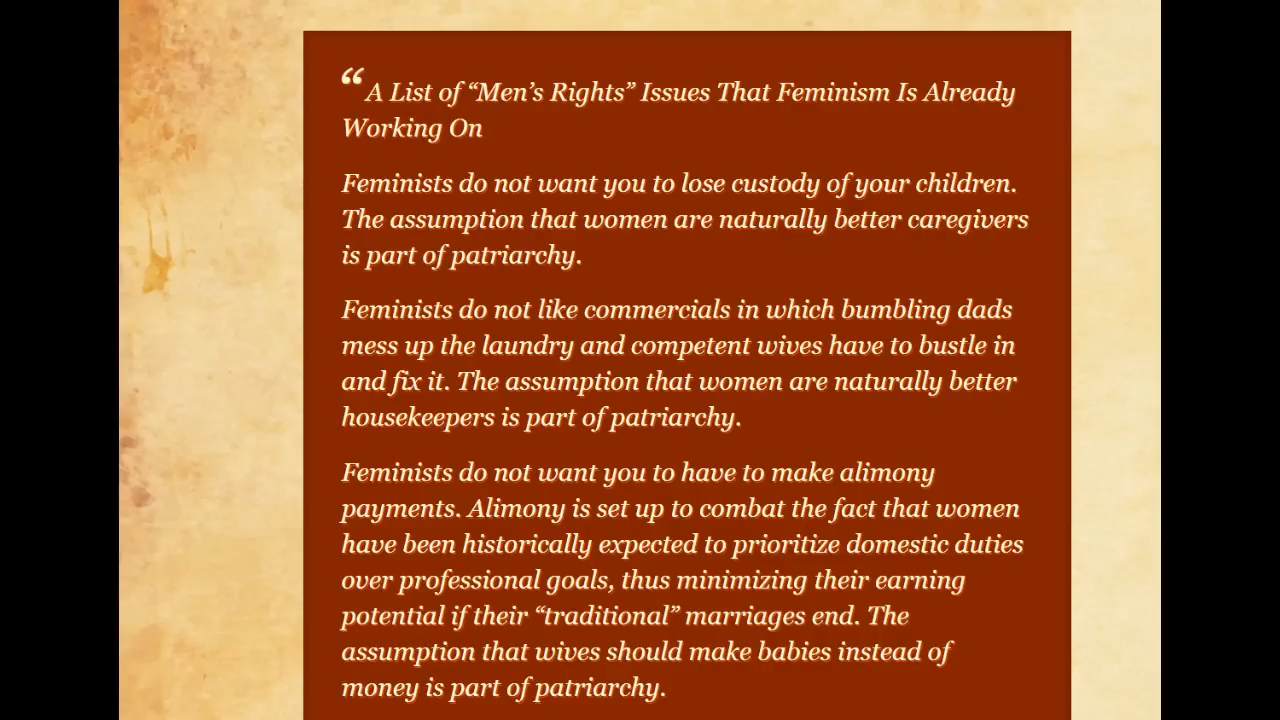 “A List of “Men’s Rights” Issues That Feminism Is Already
Working On
Feminists do not want you to lose custody of your children.
The assumption that women are naturally better caregivers
is part of patriarchy.
Feminists do not like commercials in which bumbling dads
mess up the laundry and competent wives have to bustle in
and fix it. The assumption that women are naturally better
housekeepers is part of patriarchy.
Feminists do not want you to have to make alimony
payments. Alimony is set up to combat the fact that women
have been historically expected to prioritize domestic duties
over professional goals, thus minimizing their earning
potential if their “traditional” marriages end. The
assumption that wives should make babies instead of
money is part of patriarchy.